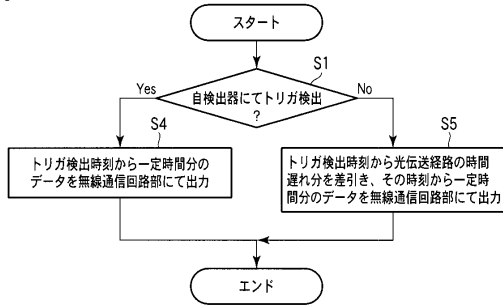 スタート
S1
自検出器にてトリガ検出
?
Yes
No
S4
トリガ検出時刻から一定時間分の
データを無線通信回路部にて出力
S5
トリガ検出時刻から光伝送経路の時間
遅れ分を差引き、その時刻から一定時
間分のデータを無線通信回路部にて出力
エンド